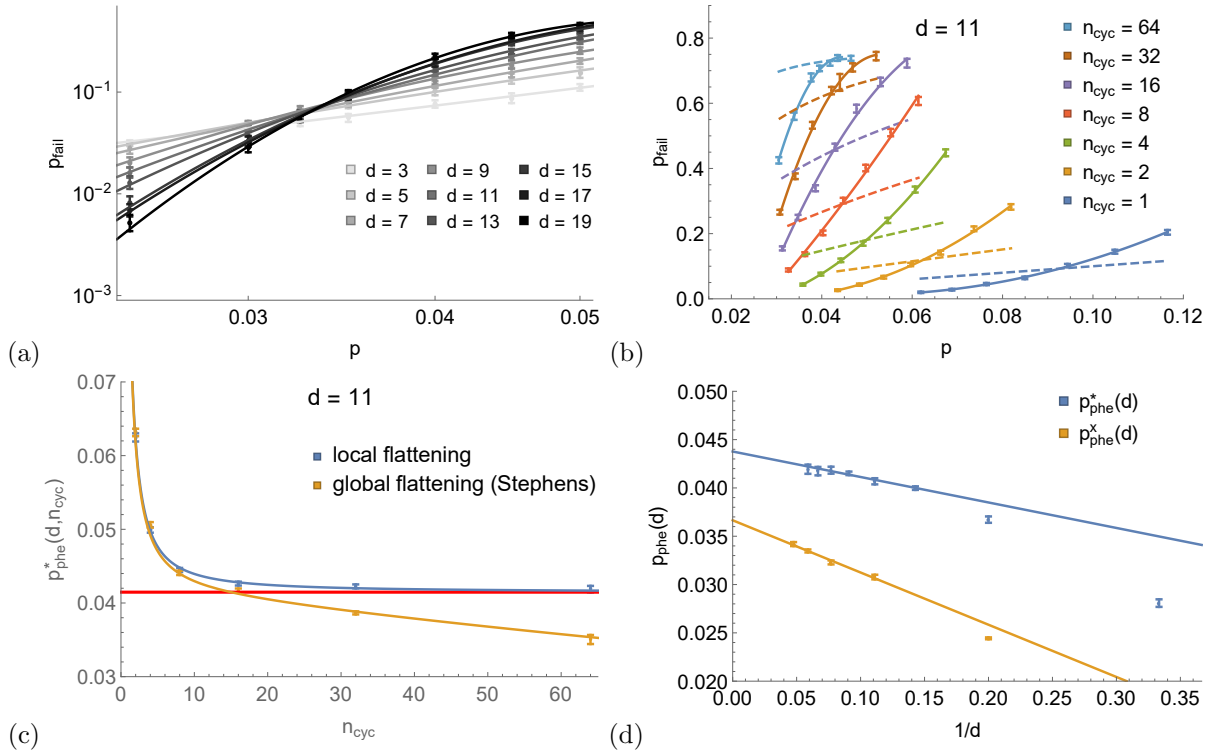 10⁻¹
10⁻²
10⁻³
p_fail
d = 3
d = 9
d = 15
d = 5
d = 11
d = 17
d = 7
d = 13
d = 19
0.03
0.04
0.05
p
(a)
d = 11
0.8
0.6
0.4
0.2
0.0
p_fail
n_cyc = 64
n_cyc = 32
n_cyc = 16
n_cyc = 8
n_cyc = 4
n_cyc = 2
n_cyc = 1
0.02
0.04
0.06
0.08
0.10
0.12
p
(b)
0.07
0.06
0.05
0.04
0.03
p*_phe(d,n_cyc)
d = 11
local flattening
global flattening (Stephens)
0
10
20
30
40
50
60
n_cyc
(c)
0.050
0.045
0.040
0.035
0.030
0.025
0.020
p_phe(d)
p*_phe(d)
pˣ_phe(d)
0.00
0.05
0.10
0.15
0.20
0.25
0.30
0.35
1/d
(d)